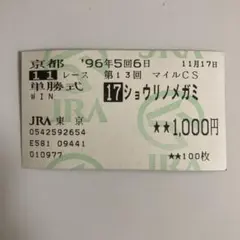 京都 '96年5回6日 11月17日
11レース 第13回 マイルCS
単勝式
WIN
17ショウリノメガミ
☆☆1,000円
JRA 東京
0542592654
E581 09441
010977 ☆☆100枚
JRA